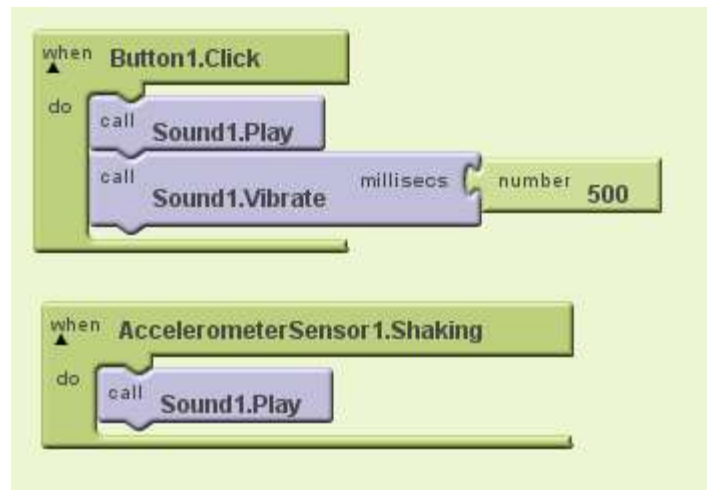 when Button1.Click
do
call Sound1.Play
call Sound1.Vibrate millisecs number 500
when AccelerometerSensor1.Shaking
do
call Sound1.Play